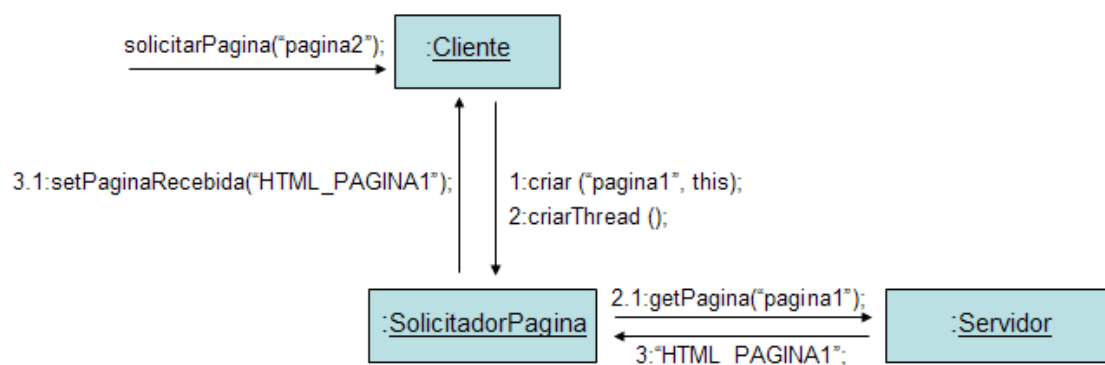 solicitarPagina(“pagina2”);
:Cliente
3.1:setPaginaRecebida(“HTML_PAGINA1”);
1:criar (“pagina1”, this);
2:criarThread ();
:SolicitadorPagina
2.1:getPagina(“pagina1”);
3:“HTML_PAGINA1”;
:Servidor